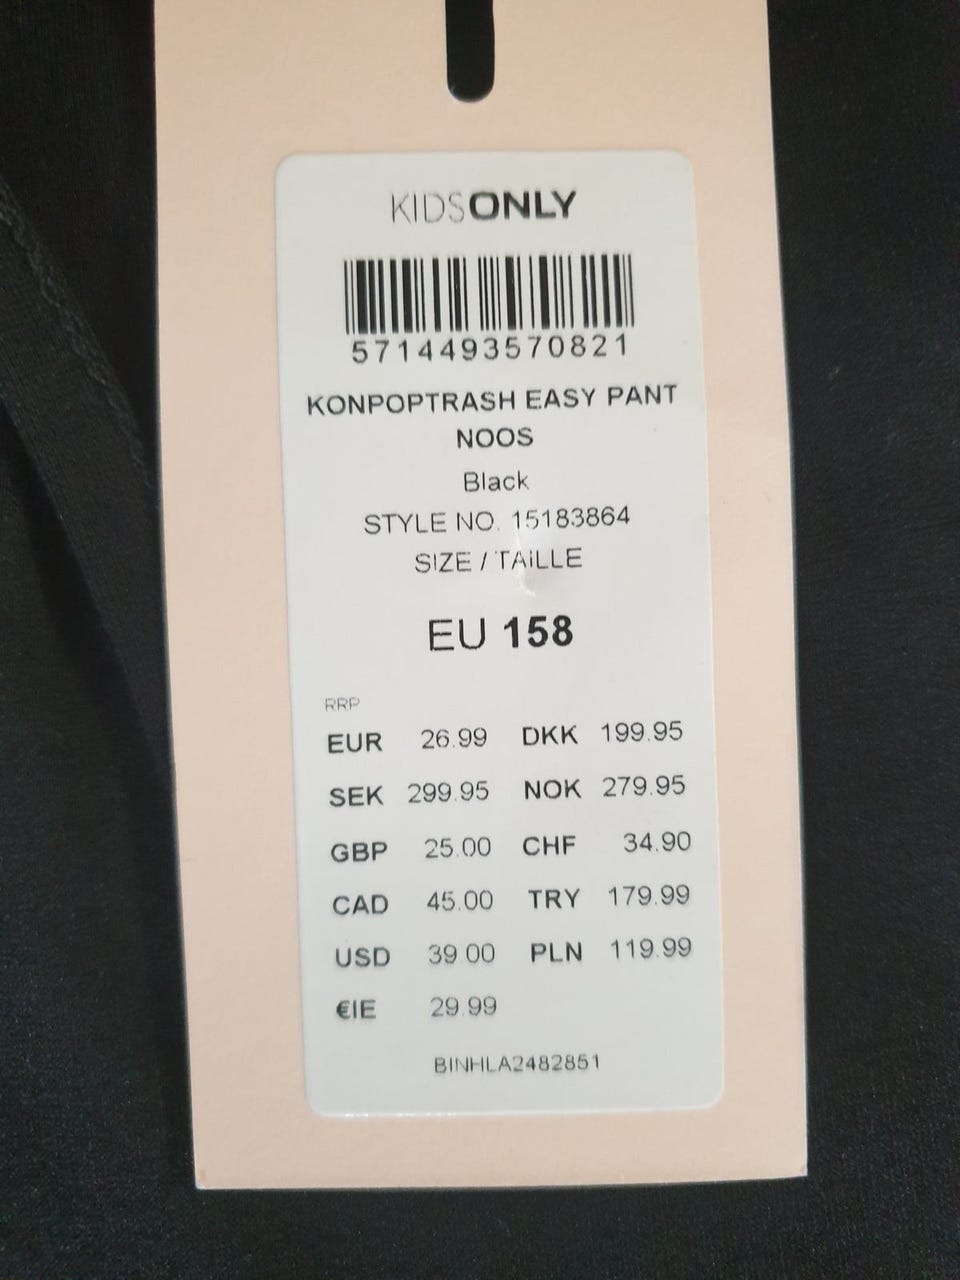 KIDSONLY
5714493570821
KONPOPTRASH EASY PANT
NOOS
Black
STYLE NO. 15183864
SIZE / TAILLE
EU 158
RRP
EUR 26.99 DKK 199.95
SEK 299.95 NOK 279.95
GBP 25.00 CHF 34.90
CAD 45.00 TRY 179.99
USD 39.00 PLN 119.99
€IE 29.99
BINHLA2482851